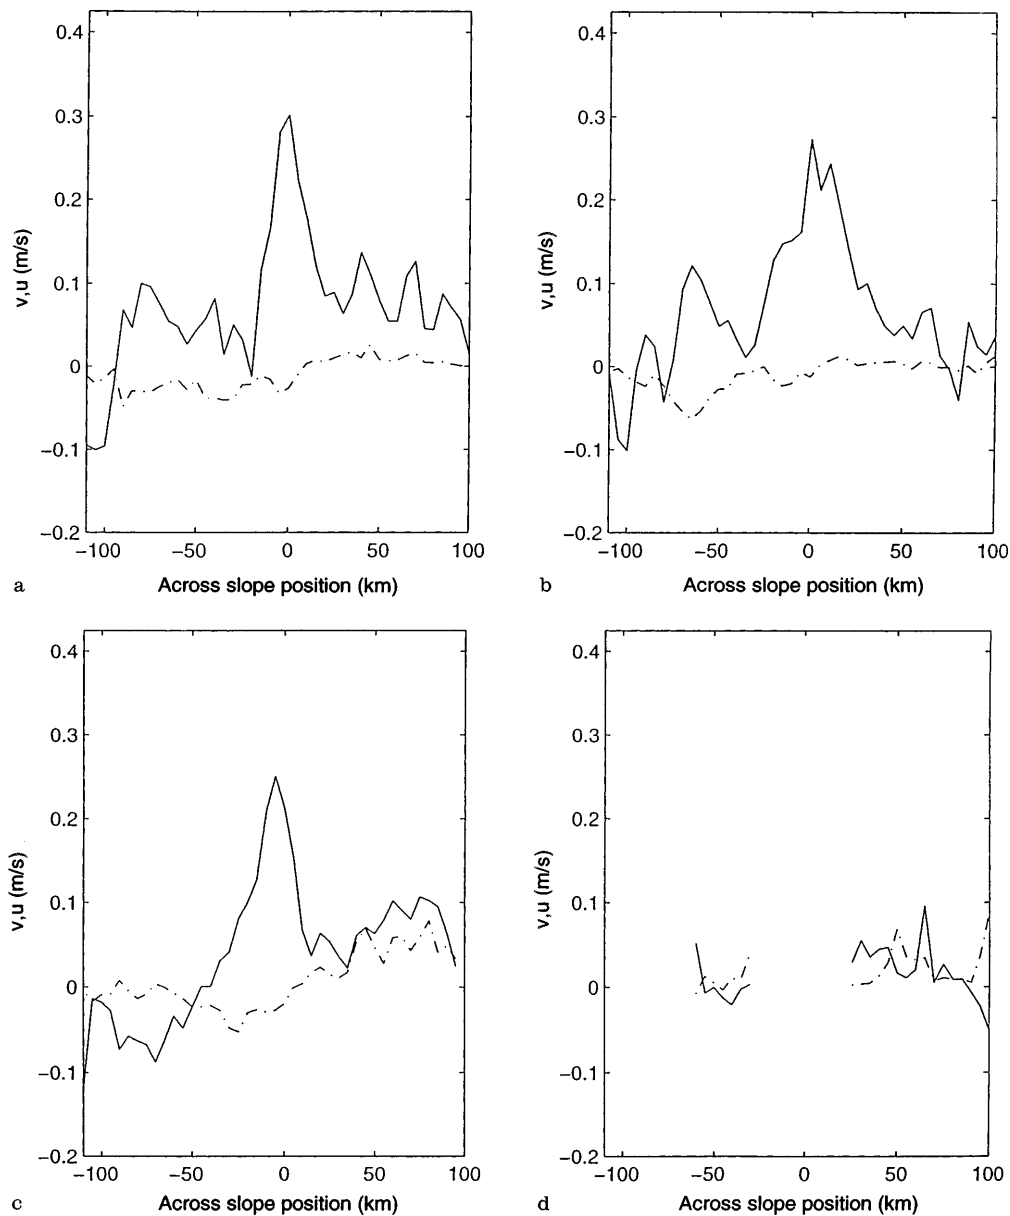 0.4
0.3
0.2
0.1
0
−0.1
−0.2
v,u (m/s)
−100 −50 0 50 100
a Across slope position (km)
0.4
0.3
0.2
0.1
0
−0.1
−0.2
v,u (m/s)
−100 −50 0 50 100
b Across slope position (km)
0.4
0.3
0.2
0.1
0
−0.1
−0.2
v,u (m/s)
−100 −50 0 50 100
c Across slope position (km)
0.4
0.3
0.2
0.1
0
−0.1
−0.2
v,u (m/s)
−100 −50 0 50 100
d Across slope position (km)